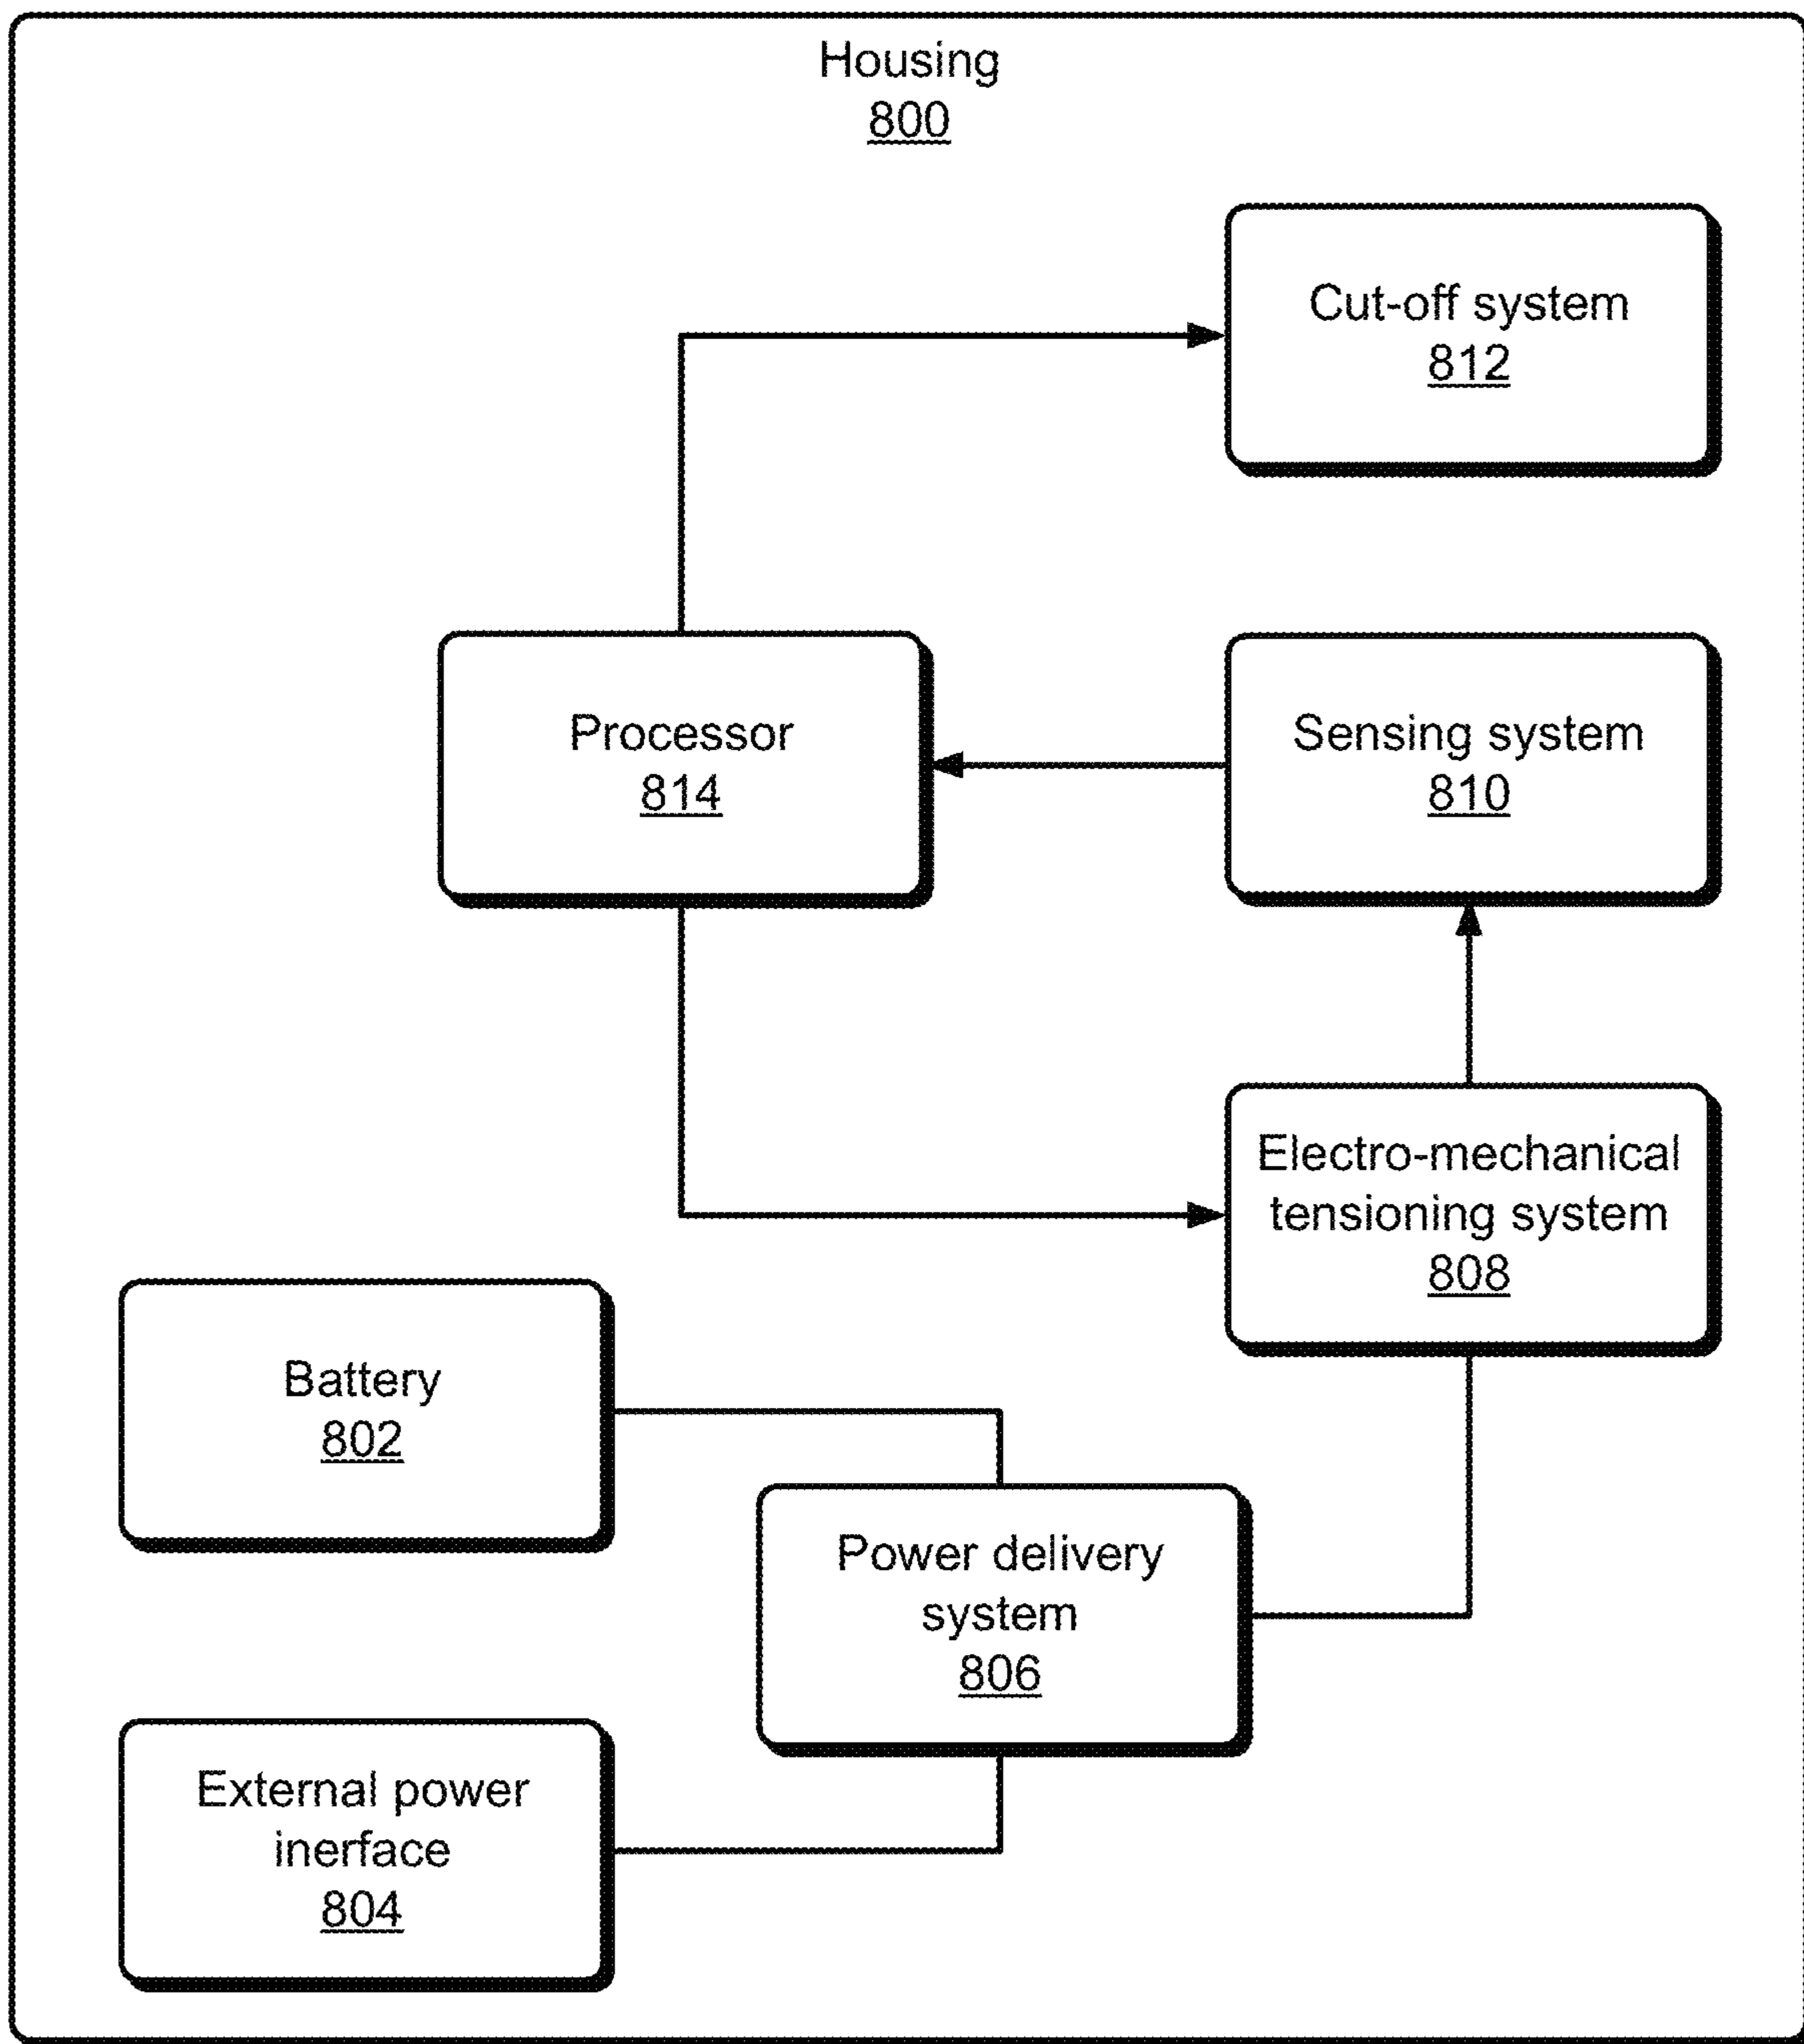 Housing
800
Cut-off system
812
Processor
814
Sensing system
810
Electro-mechanical
tensioning system
808
Battery
802
Power delivery
system
806
External power
inerface
804